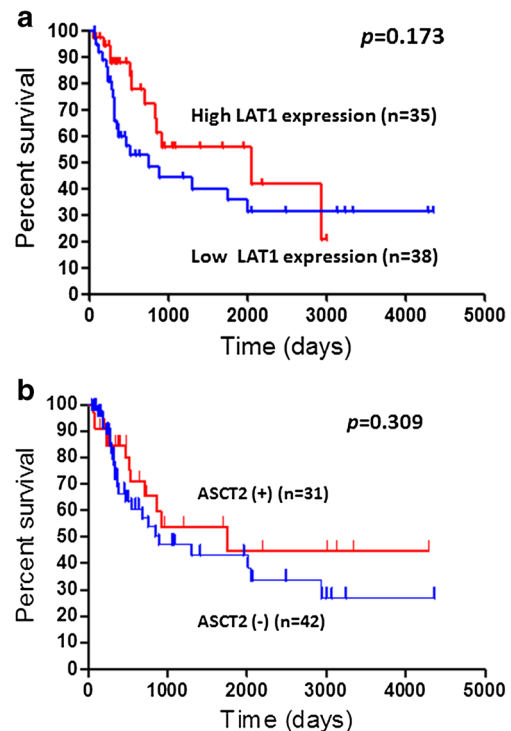 a
p=0.173
100
90
80
70
60
50
40
30
20
10
0
Percent survival
High LAT1 expression (n=35)
Low LAT1 expression (n=38)
0 1000 2000 3000 4000 5000
Time (days)
b
p=0.309
100
90
80
70
60
50
40
30
20
10
0
Percent survival
ASCT2 (+) (n=31)
ASCT2 (-) (n=42)
0 1000 2000 3000 4000 5000
Time (days)